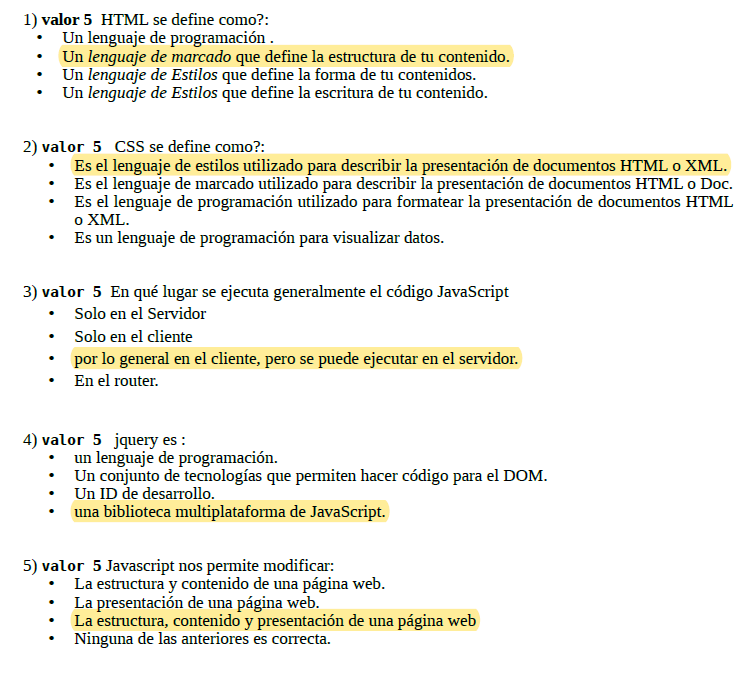 1) valor 5 HTML se define como?:
• Un lenguaje de programación .
• Un lenguaje de marcado que define la estructura de tu contenido.
• Un lenguaje de Estilos que define la forma de tu contenidos.
• Un lenguaje de Estilos que define la escritura de tu contenido.
2) valor 5 CSS se define como?:
• Es el lenguaje de estilos utilizado para describir la presentación de documentos HTML o XML.
• Es el lenguaje de marcado utilizado para describir la presentación de documentos HTML o Doc.
• Es el lenguaje de programación utilizado para formatear la presentación de documentos HTML
o XML.
• Es un lenguaje de programación para visualizar datos.
3) valor 5 En qué lugar se ejecuta generalmente el código JavaScript
• Solo en el Servidor
• Solo en el cliente
• por lo general en el cliente, pero se puede ejecutar en el servidor.
• En el router.
4) valor 5 jquery es :
• un lenguaje de programación.
• Un conjunto de tecnologías que permiten hacer código para el DOM.
• Un ID de desarrollo.
• una biblioteca multiplataforma de JavaScript.
5) valor 5 Javascript nos permite modificar:
• La estructura y contenido de una página web.
• La presentación de una página web.
• La estructura, contenido y presentación de una página web
• Ninguna de las anteriores es correcta.